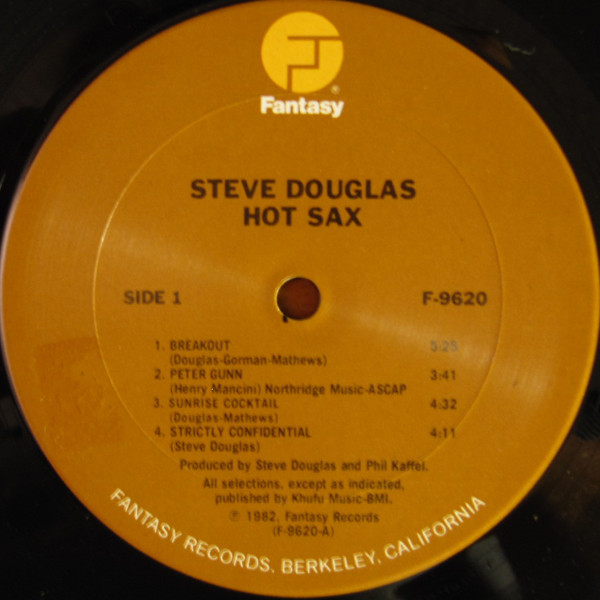 Fantasy
®
STEVE DOUGLAS
HOT SAX
SIDE 1 F-9620
1. BREAKOUT 5:25
(Douglas-Gorman-Mathews)
2. PETER GUNN 3:41
(Henry Mancini) Northridge Music-ASCAP
3. SUNRISE COCKTAIL 4:32
(Douglas-Mathews)
4. STRICTLY CONFIDENTIAL 4:11
(Steve Douglas)
Produced by Steve Douglas and Phil Kaffel.
All selections, except as indicated,
published by Khufu Music-BMI.
℗ 1982, Fantasy Records
(F-9620-A)
FANTASY RECORDS, BERKELEY, CALIFORNIA